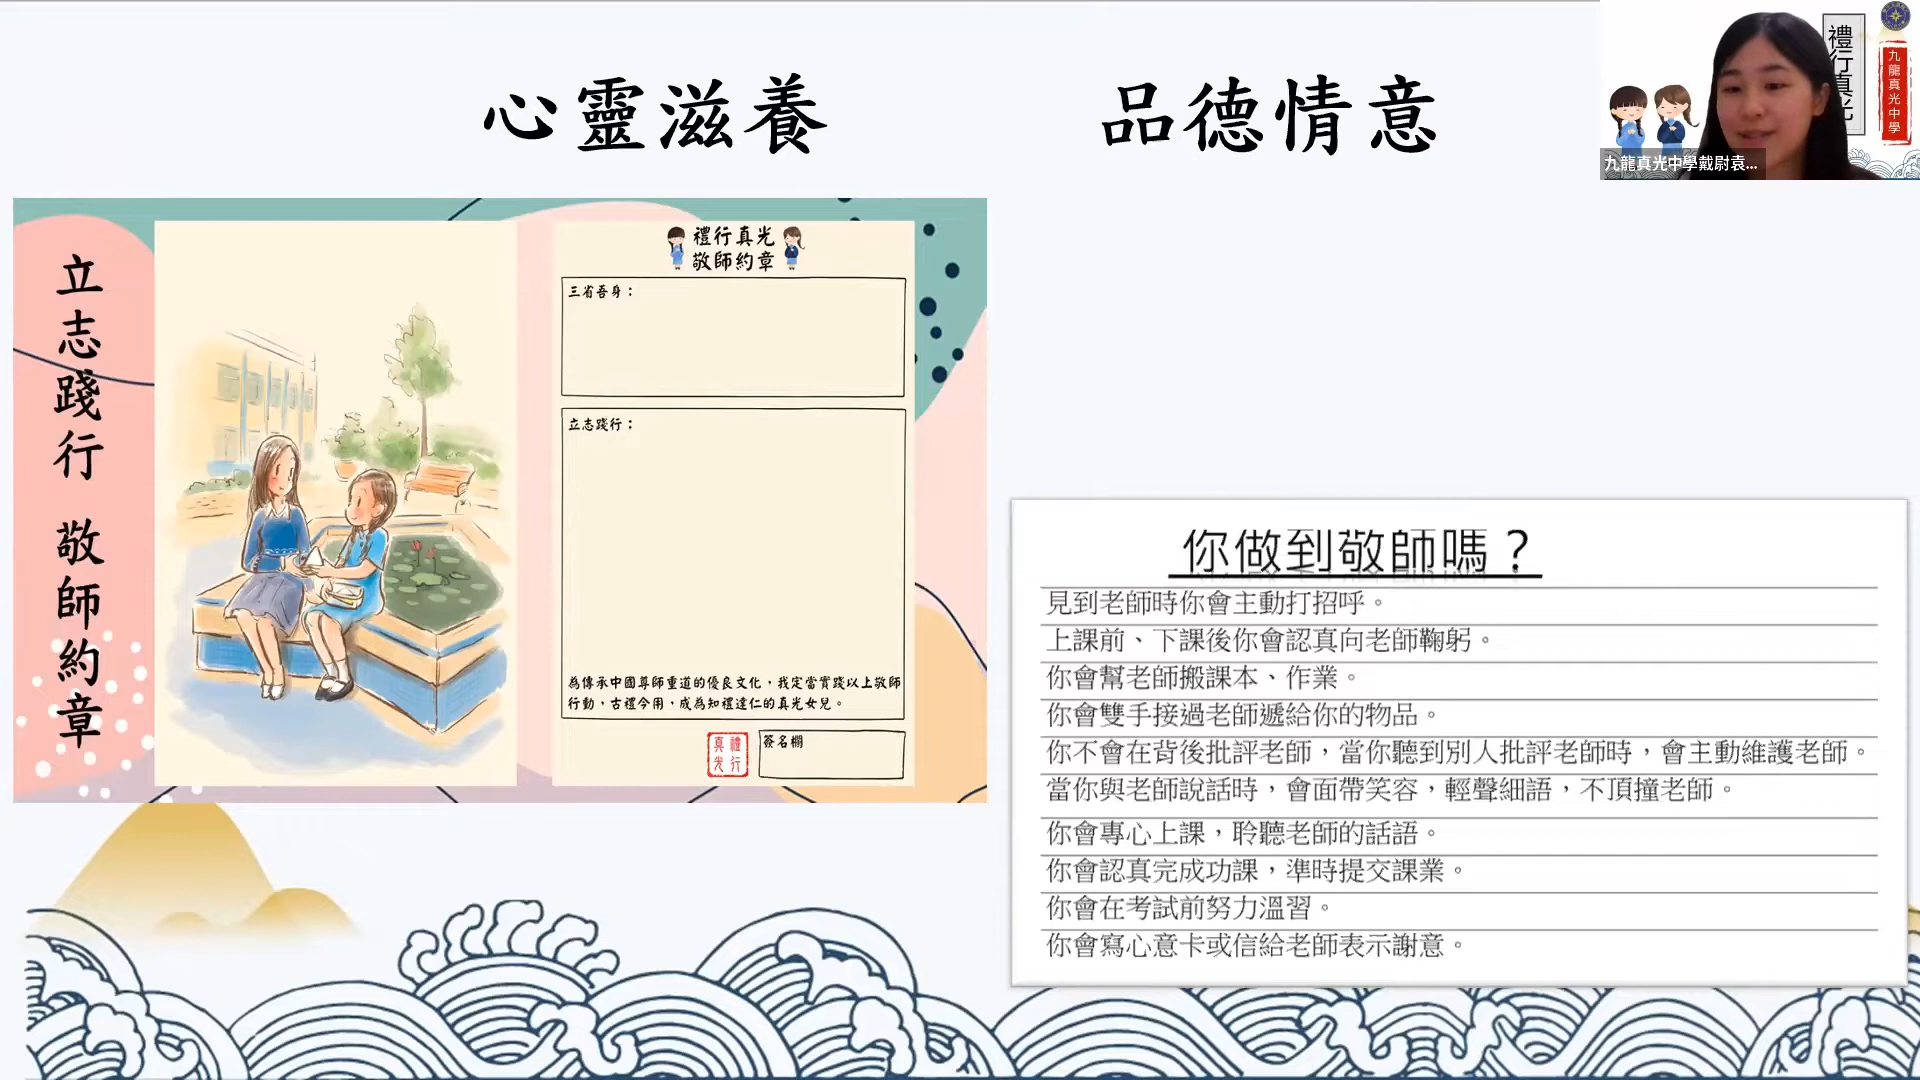 心靈滋養 品德情意
禮行真光
九龍真光中學
九龍真光中學戴尉袁...
立志踐行 敬師約章
禮行真光
敬師約章
三省吾身：
立志踐行：
為傳承中國尊師重道的優良文化，我定當實踐以上敬師
行動，古禮今用，成為知禮達仁的真光女兒。
禮行真光
簽名欄
你做到敬師嗎？
見到老師時你會主動打招呼。
上課前、下課後你會認真向老師鞠躬。
你會幫老師搬課本、作業。
你會雙手接過老師遞給你的物品。
你不會在背後批評老師，當你聽到別人批評老師時，會主動維護老師。
當你與老師說話時，會面帶笑容，輕聲細語，不頂撞老師。
你會專心上課，聆聽老師的話語。
你會認真完成功課，準時提交課業。
你會在考試前努力溫習。
你會寫心意卡或信給老師表示謝意。